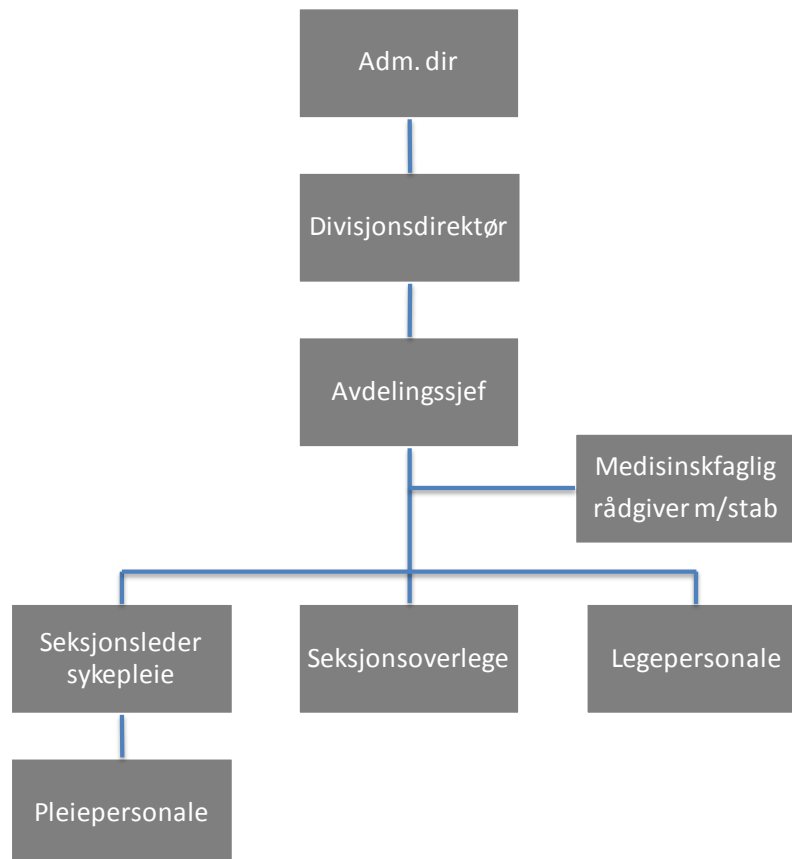 Adm. dir
Divisjonsdirektør
Avdelingssjef
Medisinskfaglig
rådgiver m/stab
Seksjonsleder
sykepleie
Seksjonsoverlege
Legepersonale
Pleiepersonale